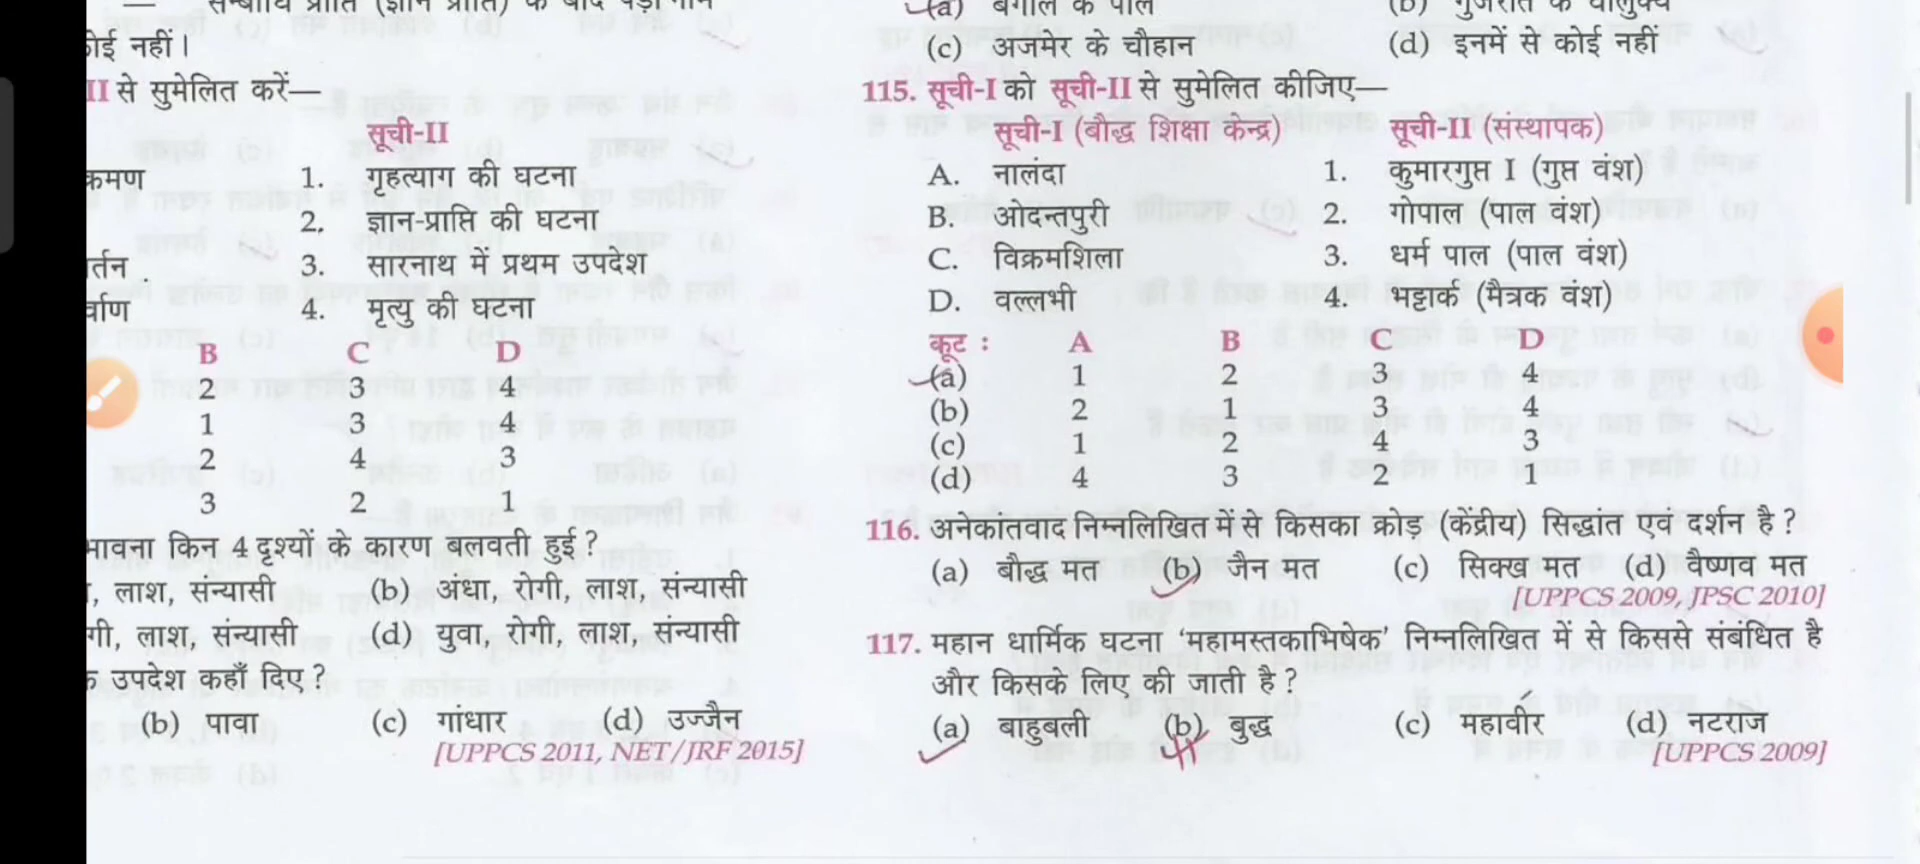 ोई नहीं।
II से सुमेलित करें—
सूची-II
क्रमण 1. गृहत्याग की घटना
2. ज्ञान-प्राप्ति की घटना
र्तन 3. सारनाथ में प्रथम उपदेश
र्वाण 4. मृत्यु की घटना
B C D
2 3 4
1 3 4
2 4 3
3 2 1
भावना किन 4 दृश्यों के कारण बलवती हुई?
, लाश, संन्यासी (b) अंधा, रोगी, लाश, संन्यासी
गी, लाश, संन्यासी (d) युवा, रोगी, लाश, संन्यासी
क उपदेश कहाँ दिए?
(b) पावा (c) गांधार (d) उज्जैन
[UPPCS 2011, NET/JRF 2015]
(a) बंगाल के पाल (b) गुजरात के चालुक्य
(c) अजमेर के चौहान (d) इनमें से कोई नहीं
115. सूची-I को सूची-II से सुमेलित कीजिए—
सूची-I (बौद्ध शिक्षा केन्द्र) सूची-II (संस्थापक)
A. नालंदा 1. कुमारगुप्त I (गुप्त वंश)
B. ओदन्तपुरी 2. गोपाल (पाल वंश)
C. विक्रमशिला 3. धर्म पाल (पाल वंश)
D. वल्लभी 4. भट्टार्क (मैत्रक वंश)
कूट : A B C D
(a) 1 2 3 4
(b) 2 1 3 4
(c) 1 2 4 3
(d) 4 3 2 1
116. अनेकांतवाद निम्नलिखित में से किसका क्रोड़ (केंद्रीय) सिद्धांत एवं दर्शन है?
(a) बौद्ध मत (b) जैन मत (c) सिक्ख मत (d) वैष्णव मत
[UPPCS 2009, JPSC 2010]
117. महान धार्मिक घटना ‘महामस्तकाभिषेक’ निम्नलिखित में से किससे संबंधित है
और किसके लिए की जाती है?
(a) बाहुबली (b) बुद्ध (c) महावीर (d) नटराज
[UPPCS 2009]